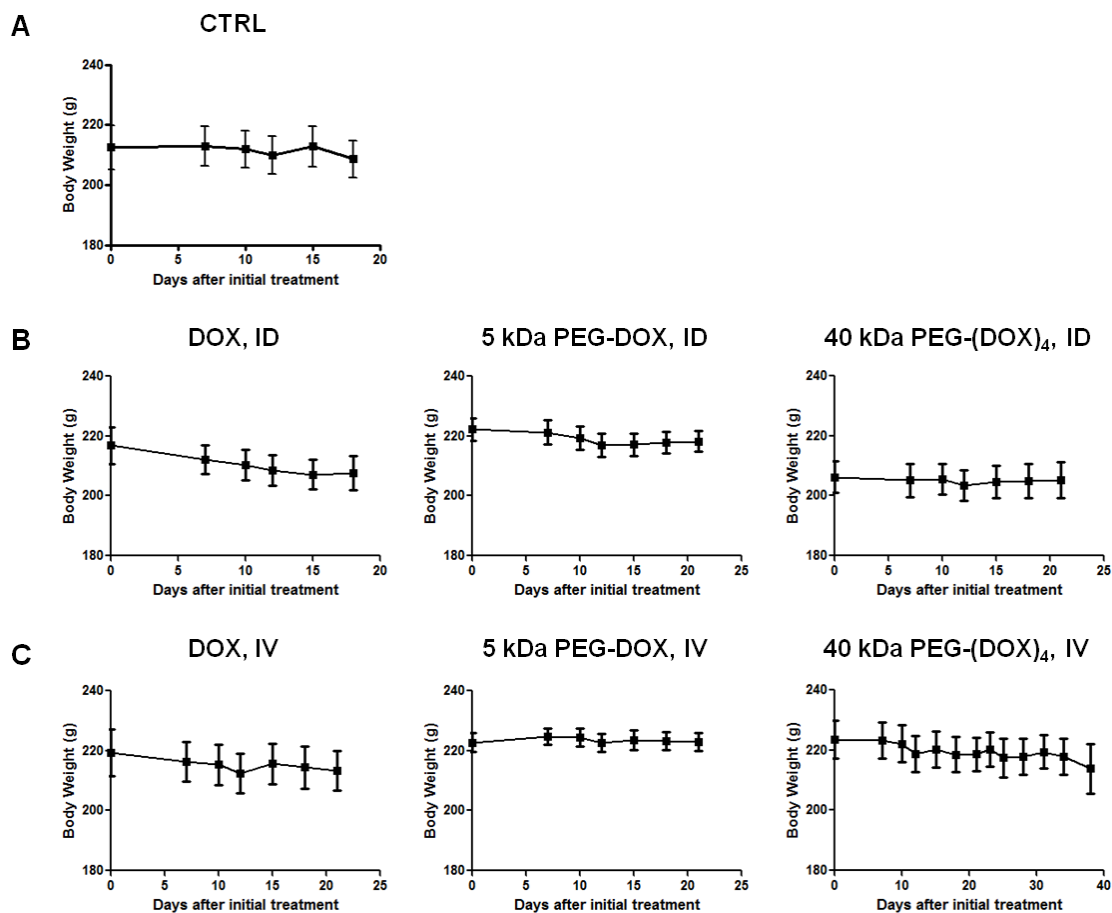 A
CTRL
Body Weight (g)
240
220
200
180
0 5 10 15 20
Days after initial treatment
B
DOX, ID
Body Weight (g)
240
220
200
180
0 5 10 15 20
Days after initial treatment
5 kDa PEG-DOX, ID
Body Weight (g)
240
220
200
180
0 5 10 15 20 25
Days after initial treatment
40 kDa PEG-(DOX)₄, ID
Body Weight (g)
240
220
200
180
0 5 10 15 20 25
Days after initial treatment
C
DOX, IV
Body Weight (g)
240
220
200
180
0 5 10 15 20 25
Days after initial treatment
5 kDa PEG-DOX, IV
Body Weight (g)
240
220
200
180
0 5 10 15 20 25
Days after initial treatment
40 kDa PEG-(DOX)₄, IV
Body Weight (g)
240
220
200
180
0 10 20 30 40
Days after initial treatment